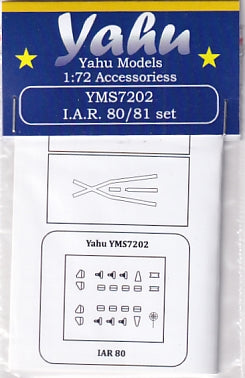 Yahu
Yahu Models
1:72 Accessoriess
YMS7202
I.A.R. 80/81 set
Yahu YMS7202
IAR 80